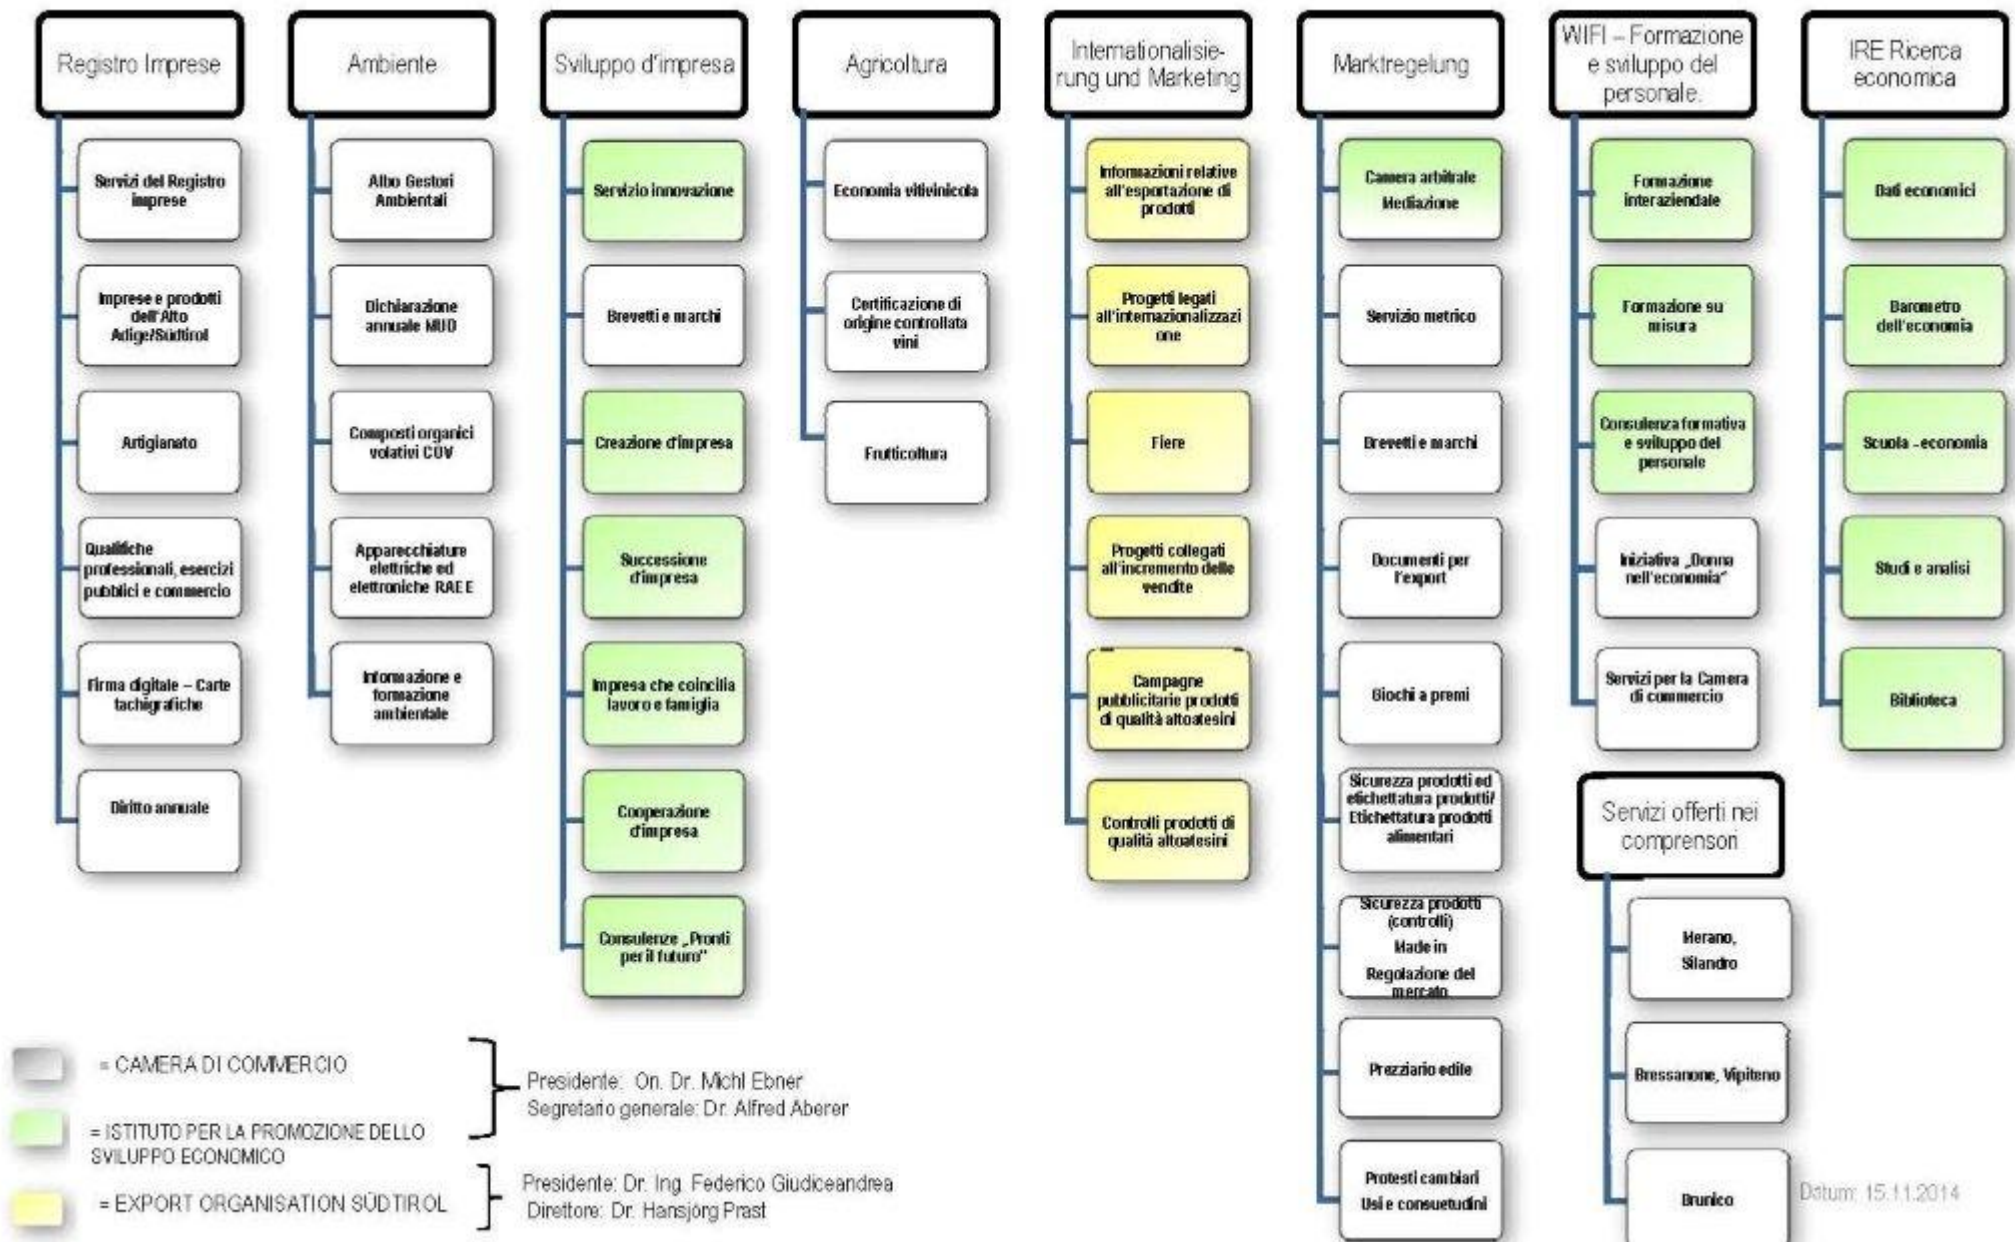 Registro Imprese
Servizi del Registro
imprese
Imprese e prodotti
dell'Alto
Adige/Südtirol
Artigianato
Qualifiche
professionali, esercizi
pubblici e commercio
Firma digitale – Carte
tachigrafiche
Diritto annuale
Ambiente
Albo Gestori
Ambientali
Dichiarazione
annuale MUD
Composti organici
volativi COV
Apparecchiature
elettriche ed
elettroniche RAEE
Informazione e
formazione
ambientale
Sviluppo d'impresa
Servizio innovazione
Brevetti e marchi
Creazione d'impresa
Successione
d'impresa
Impresa che coincilia
lavoro e famiglia
Cooperazione
d'impresa
Consulenze „Pronti
per il futuro"
Agricoltura
Economia vitivinicola
Certificazione di
origine controllata
vini
Frutticoltura
Internationalisie-
rung und Marketing
Informazioni relative
all'esportazione di
prodotti
Progetti legati
all'internazionalizzazi
one
Fiere
Progetti collegati
all'incremento delle
vendite
Campagne
pubblicitarie prodotti
di qualità altoatesini
Controlli prodotti di
qualità altoatesini
Marktregelung
Camera arbitrale
Mediazione
Servizio metrico
Brevetti e marchi
Documenti per
l'export
Giochi a premi
Sicurezza prodotti ed
etichettatura prodotti/
Etichettatura prodotti
alimentari
Sicurezza prodotti
(controlli)
Made in
Regolazione del
mercato
Prezziario edile
Protesti cambiari
Usi e consuetudini
WIFI – Formazione
e sviluppo del
personale.
Formazione
interaziendale
Formazione su
misura
Consulenza formativa
e sviluppo del
personale
Iniziativa „Donna
nell'economia"
Servizi per la Camera
di commercio
Servizi offerti nei
comprensori
Merano,
Silandro
Bressanone, Vipiteno
Brunico
IRE Ricerca
economica
Dati economici
Barometro
dell'economia
Scuola - economia
Studi e analisi
Biblioteca
= CAMERA DI COMMERCIO
= ISTITUTO PER LA PROMOZIONE DELLO
SVILUPPO ECONOMICO
Presidente: On. Dr. Michl Ebner
Segretario generale: Dr. Alfred Aberer
= EXPORT ORGANISATION SÜDTIROL
Presidente: Dr. Ing. Federico Giudiceandrea
Direttore: Dr. Hansjörg Prast
Datum: 15.11.2014